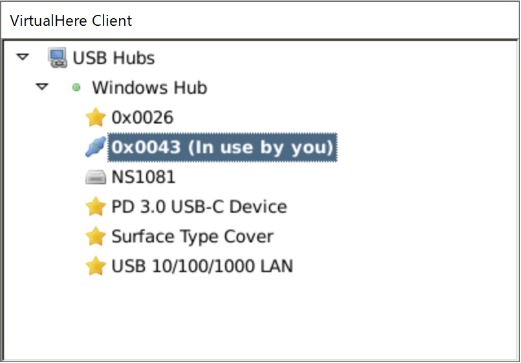 VirtualHere Client
USB Hubs
Windows Hub
0x0026
0x0043 (In use by you)
NS1081
PD 3.0 USB-C Device
Surface Type Cover
USB 10/100/1000 LAN